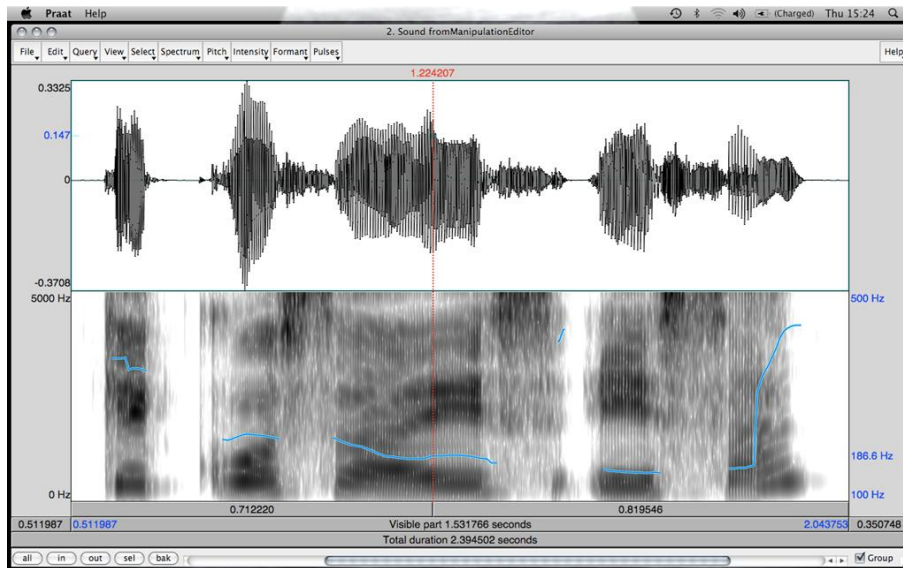 Praat Help (Charged) Thu 15:24
2. Sound fromManipulationEditor
File Edit Query View Select Spectrum Pitch Intensity Formant Pulses Help
1.224207
0.3325
0.147
0
-0.3708
5000 Hz 500 Hz
186.6 Hz
0 Hz 100 Hz
0.712220 0.819546
0.511987 0.511987 Visible part 1.531766 seconds 2.043753 0.350748
Total duration 2.394502 seconds
all in out sel bak Group